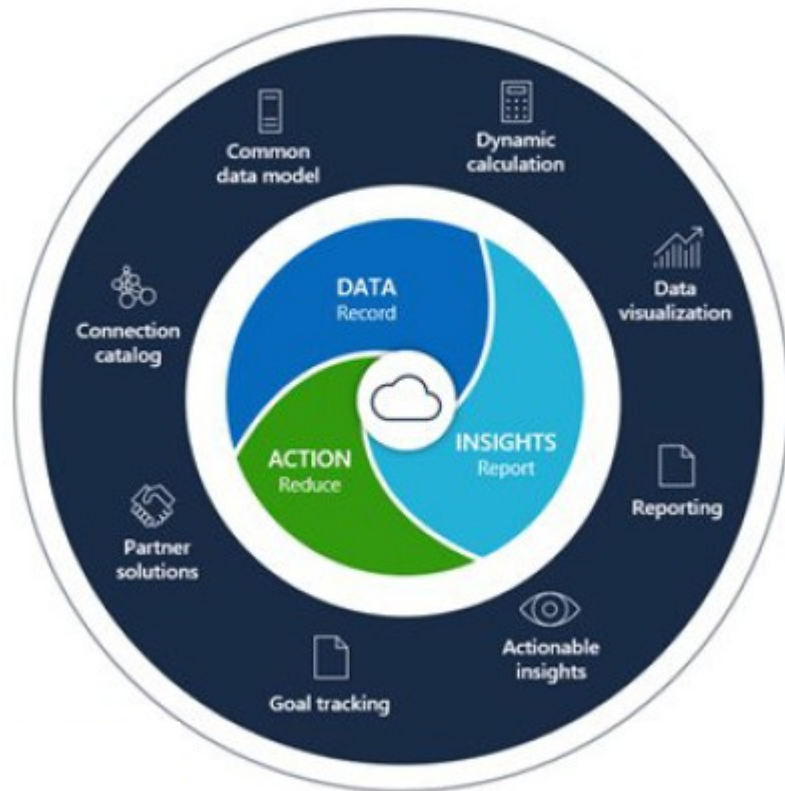 Common
data model
Dynamic
calculation
Data
visualization
Reporting
Actionable
insights
Goal tracking
Partner
solutions
Connection
catalog
DATA
Record
INSIGHTS
Report
ACTION
Reduce